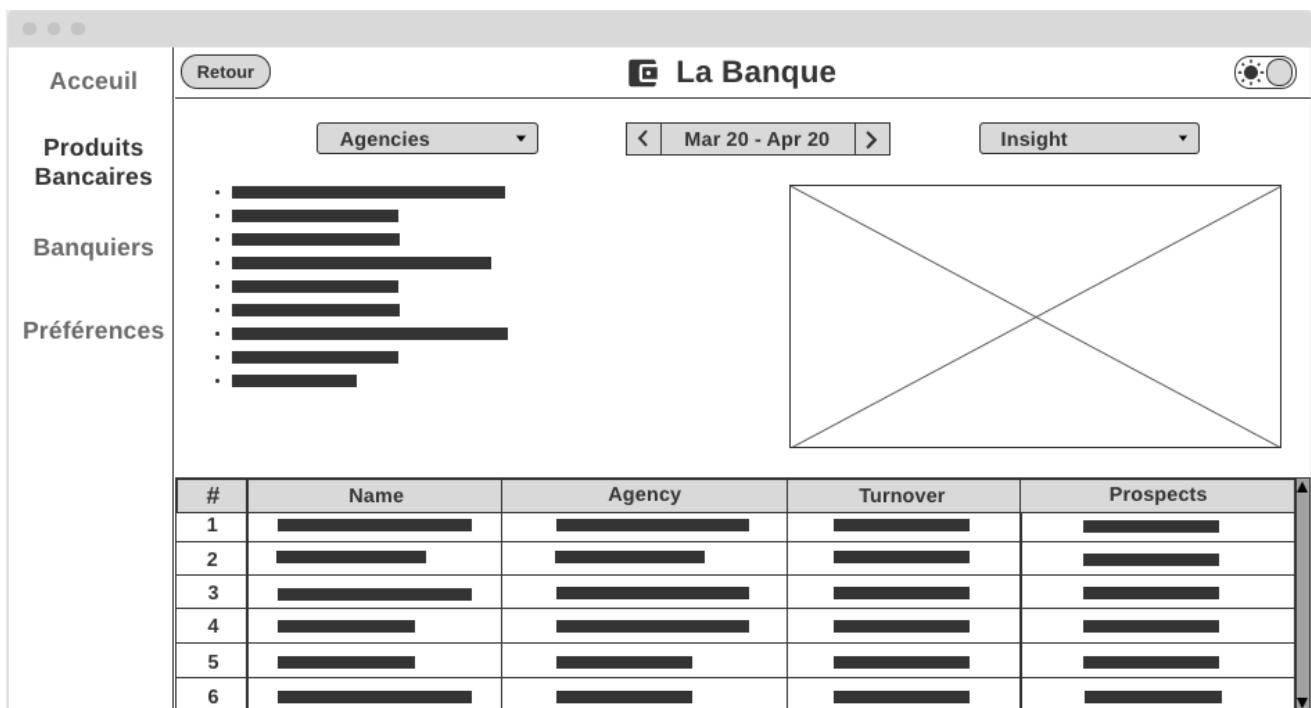 Acceuil
Retour
La Banque
Produits
Bancaires
Banquiers
Préférences
Agencies
Mar 20 - Apr 20
Insight
# Name Agency Turnover Prospects
1
2
3
4
5
6